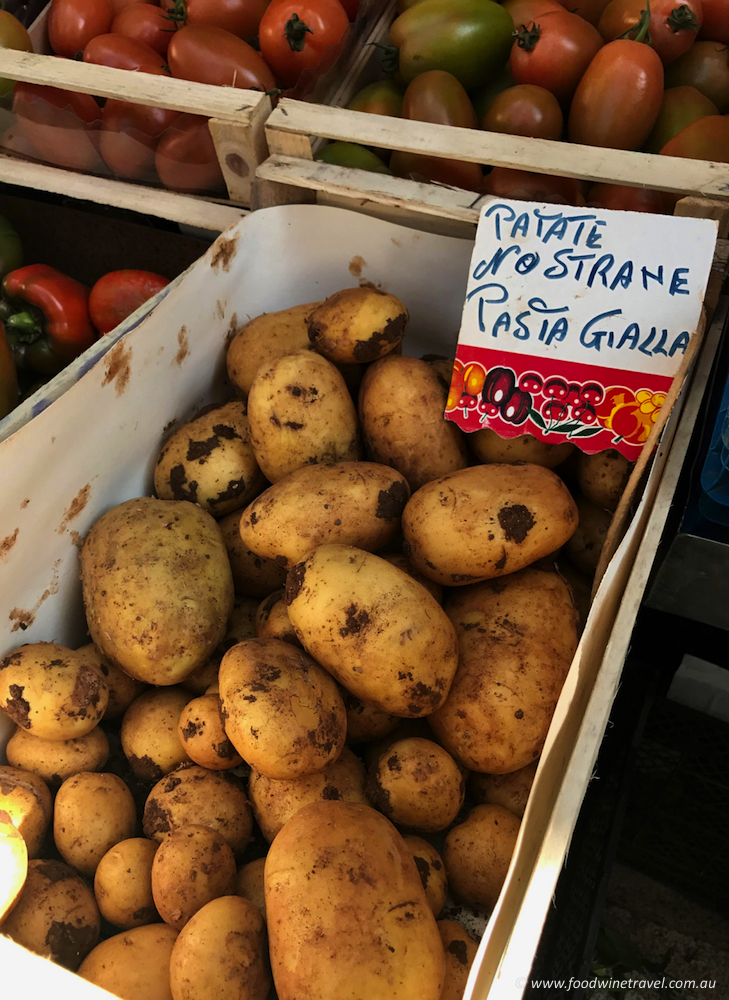 PATATE
NOSTRANE
PASTA GIALLA
© www.foodwinetravel.com.au